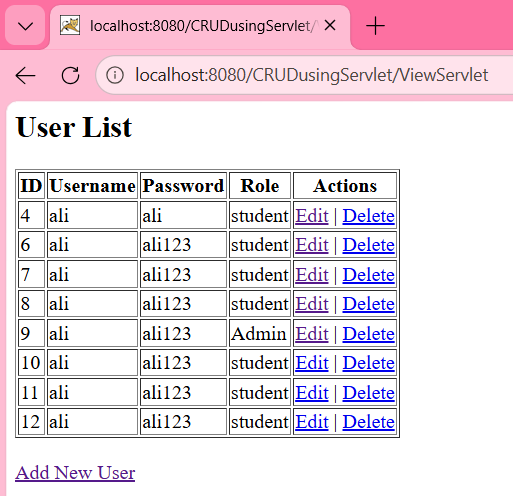 localhost:8080/CRUDusingServlet/
localhost:8080/CRUDusingServlet/ViewServlet
User List
ID Username Password Role Actions
4 ali ali student Edit | Delete
6 ali ali123 student Edit | Delete
7 ali ali123 student Edit | Delete
8 ali ali123 student Edit | Delete
9 ali ali123 Admin Edit | Delete
10 ali ali123 student Edit | Delete
11 ali ali123 student Edit | Delete
12 ali ali123 student Edit | Delete
Add New User